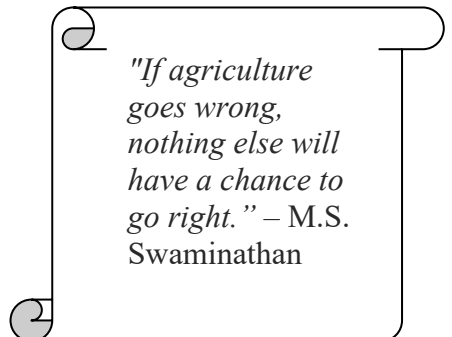 "If agriculture
goes wrong,
nothing else will
have a chance to
go right.” – M.S.
Swaminathan